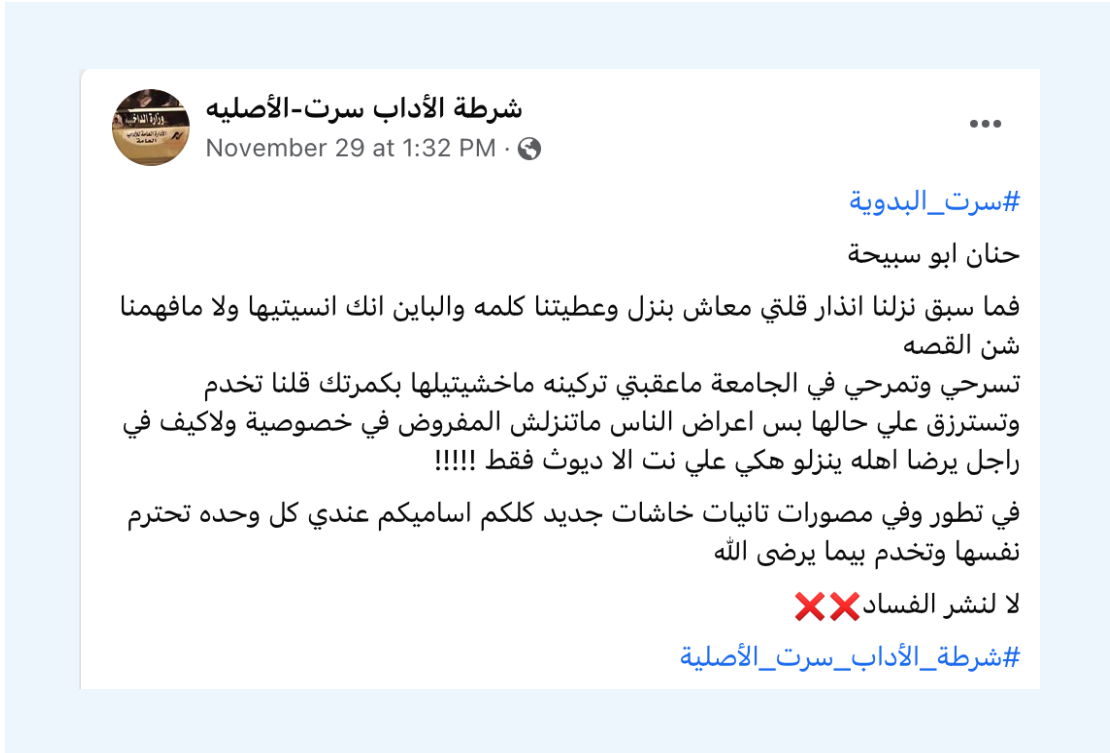 شرطة الأداب سرت-الأصليه
November 29 at 1:32 PM ·
#سرت_البدوية
حنان ابو سبيحة
فما سبق نزلنا انذار قلتي معاش بنزل وعطيتنا كلمه والباين انك انسيتيها ولا مافهمنا
شن القصه
تسرحي وتمرحي في الجامعة ماعقبتي تركينه ماخشيتيلها بكمرتك قلنا تخدم
وتسترزق علي حالها بس اعراض الناس ماتنزلش المفروض في خصوصية ولاكيف في
راجل يرضا اهله ينزلو هكي علي نت الا ديوث فقط !!!!!
في تطور وفي مصورات تانيات خاشات جديد كلكم اساميكم عندي كل وحده تحترم
نفسها وتخدم بيما يرضى الله
لا لنشر الفساد❌❌
#شرطة_الأداب_سرت_الأصلية